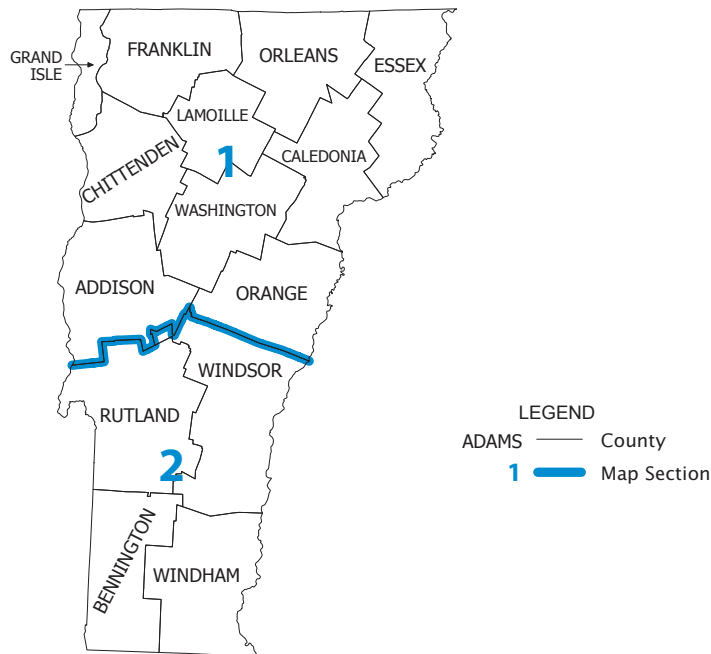 FRANKLIN
ORLEANS
GRAND
ISLE
ESSEX
LAMOILLE
CHITTENDEN
1
CALEDONIA
WASHINGTON
ADDISON
ORANGE
WINDSOR
RUTLAND
2
BENNINGTON
WINDHAM
LEGEND
ADAMS County
1 Map Section